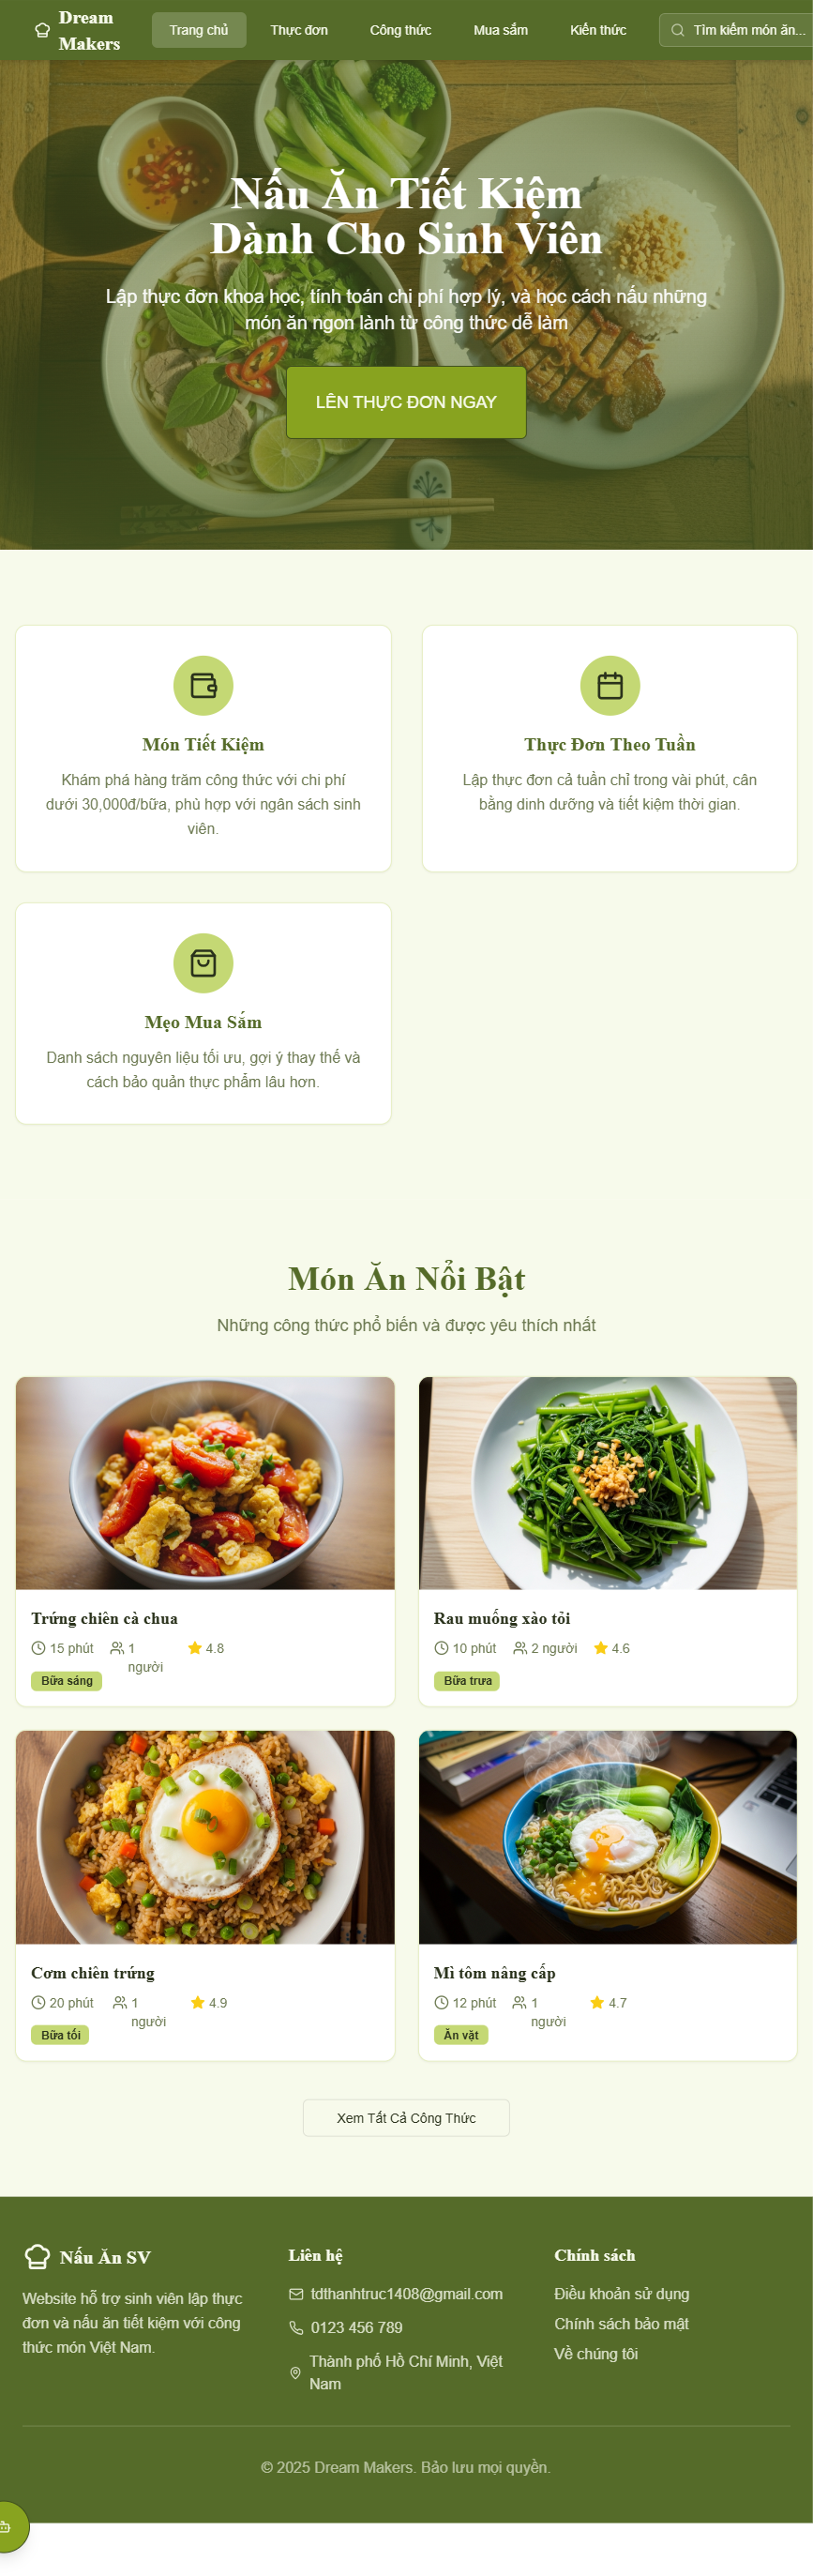 Dream
Makers
Trang chủ
Thực đơn
Công thức
Mua sắm
Kiến thức
Tìm kiếm món ăn...
Nấu Ăn Tiết Kiệm
Dành Cho Sinh Viên
Lập thực đơn khoa học, tính toán chi phí hợp lý, và học cách nấu những
món ăn ngon lành từ công thức dễ làm
LÊN THỰC ĐƠN NGAY
Món Tiết Kiệm
Khám phá hàng trăm công thức với chi phí
dưới 30,000đ/bữa, phù hợp với ngân sách sinh
viên.
Thực Đơn Theo Tuần
Lập thực đơn cả tuần chỉ trong vài phút, cân
bằng dinh dưỡng và tiết kiệm thời gian.
Mẹo Mua Sắm
Danh sách nguyên liệu tối ưu, gợi ý thay thế và
cách bảo quản thực phẩm lâu hơn.
Món Ăn Nổi Bật
Những công thức phổ biến và được yêu thích nhất
Trứng chiên cà chua
15 phút
1
người
4.8
Bữa sáng
Rau muống xào tỏi
10 phút
2 người
4.6
Bữa trưa
Cơm chiên trứng
20 phút
1
người
4.9
Bữa tối
Mì tôm nâng cấp
12 phút
1
người
4.7
Ăn vặt
Xem Tất Cả Công Thức
Nấu Ăn SV
Website hỗ trợ sinh viên lập thực
đơn và nấu ăn tiết kiệm với công
thức món Việt Nam.
Liên hệ
tdthanhtruc1408@gmail.com
0123 456 789
Thành phố Hồ Chí Minh, Việt
Nam
Chính sách
Điều khoản sử dụng
Chính sách bảo mật
Về chúng tôi
© 2025 Dream Makers. Bảo lưu mọi quyền.